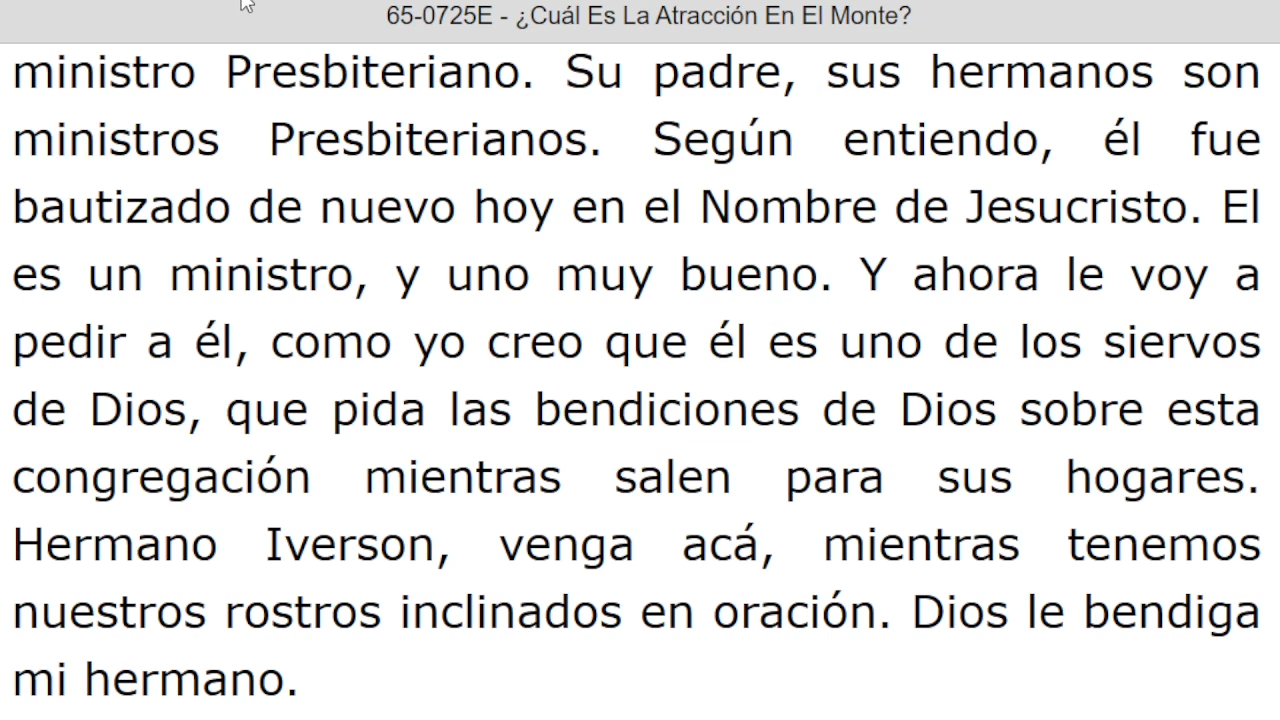 65-0725E - ¿Cuál Es La Atracción En El Monte?
ministro Presbiteriano. Su padre, sus hermanos son
ministros Presbiterianos. Según entiendo, él fue
bautizado de nuevo hoy en el Nombre de Jesucristo. El
es un ministro, y uno muy bueno. Y ahora le voy a
pedir a él, como yo creo que él es uno de los siervos
de Dios, que pida las bendiciones de Dios sobre esta
congregación mientras salen para sus hogares.
Hermano Iverson, venga acá, mientras tenemos
nuestros rostros inclinados en oración. Dios le bendiga
mi hermano.